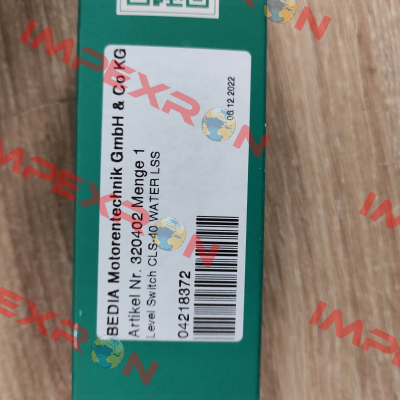 BEDIA Motorentechnik GmbH & Co KG
Artikel Nr. 320402 Menge 1
Level Switch CLS-40 WATER LSS
04218372
06.12.2022
IMPEXRON
IMPEXRON
IMPEXRON
IMPEXRON